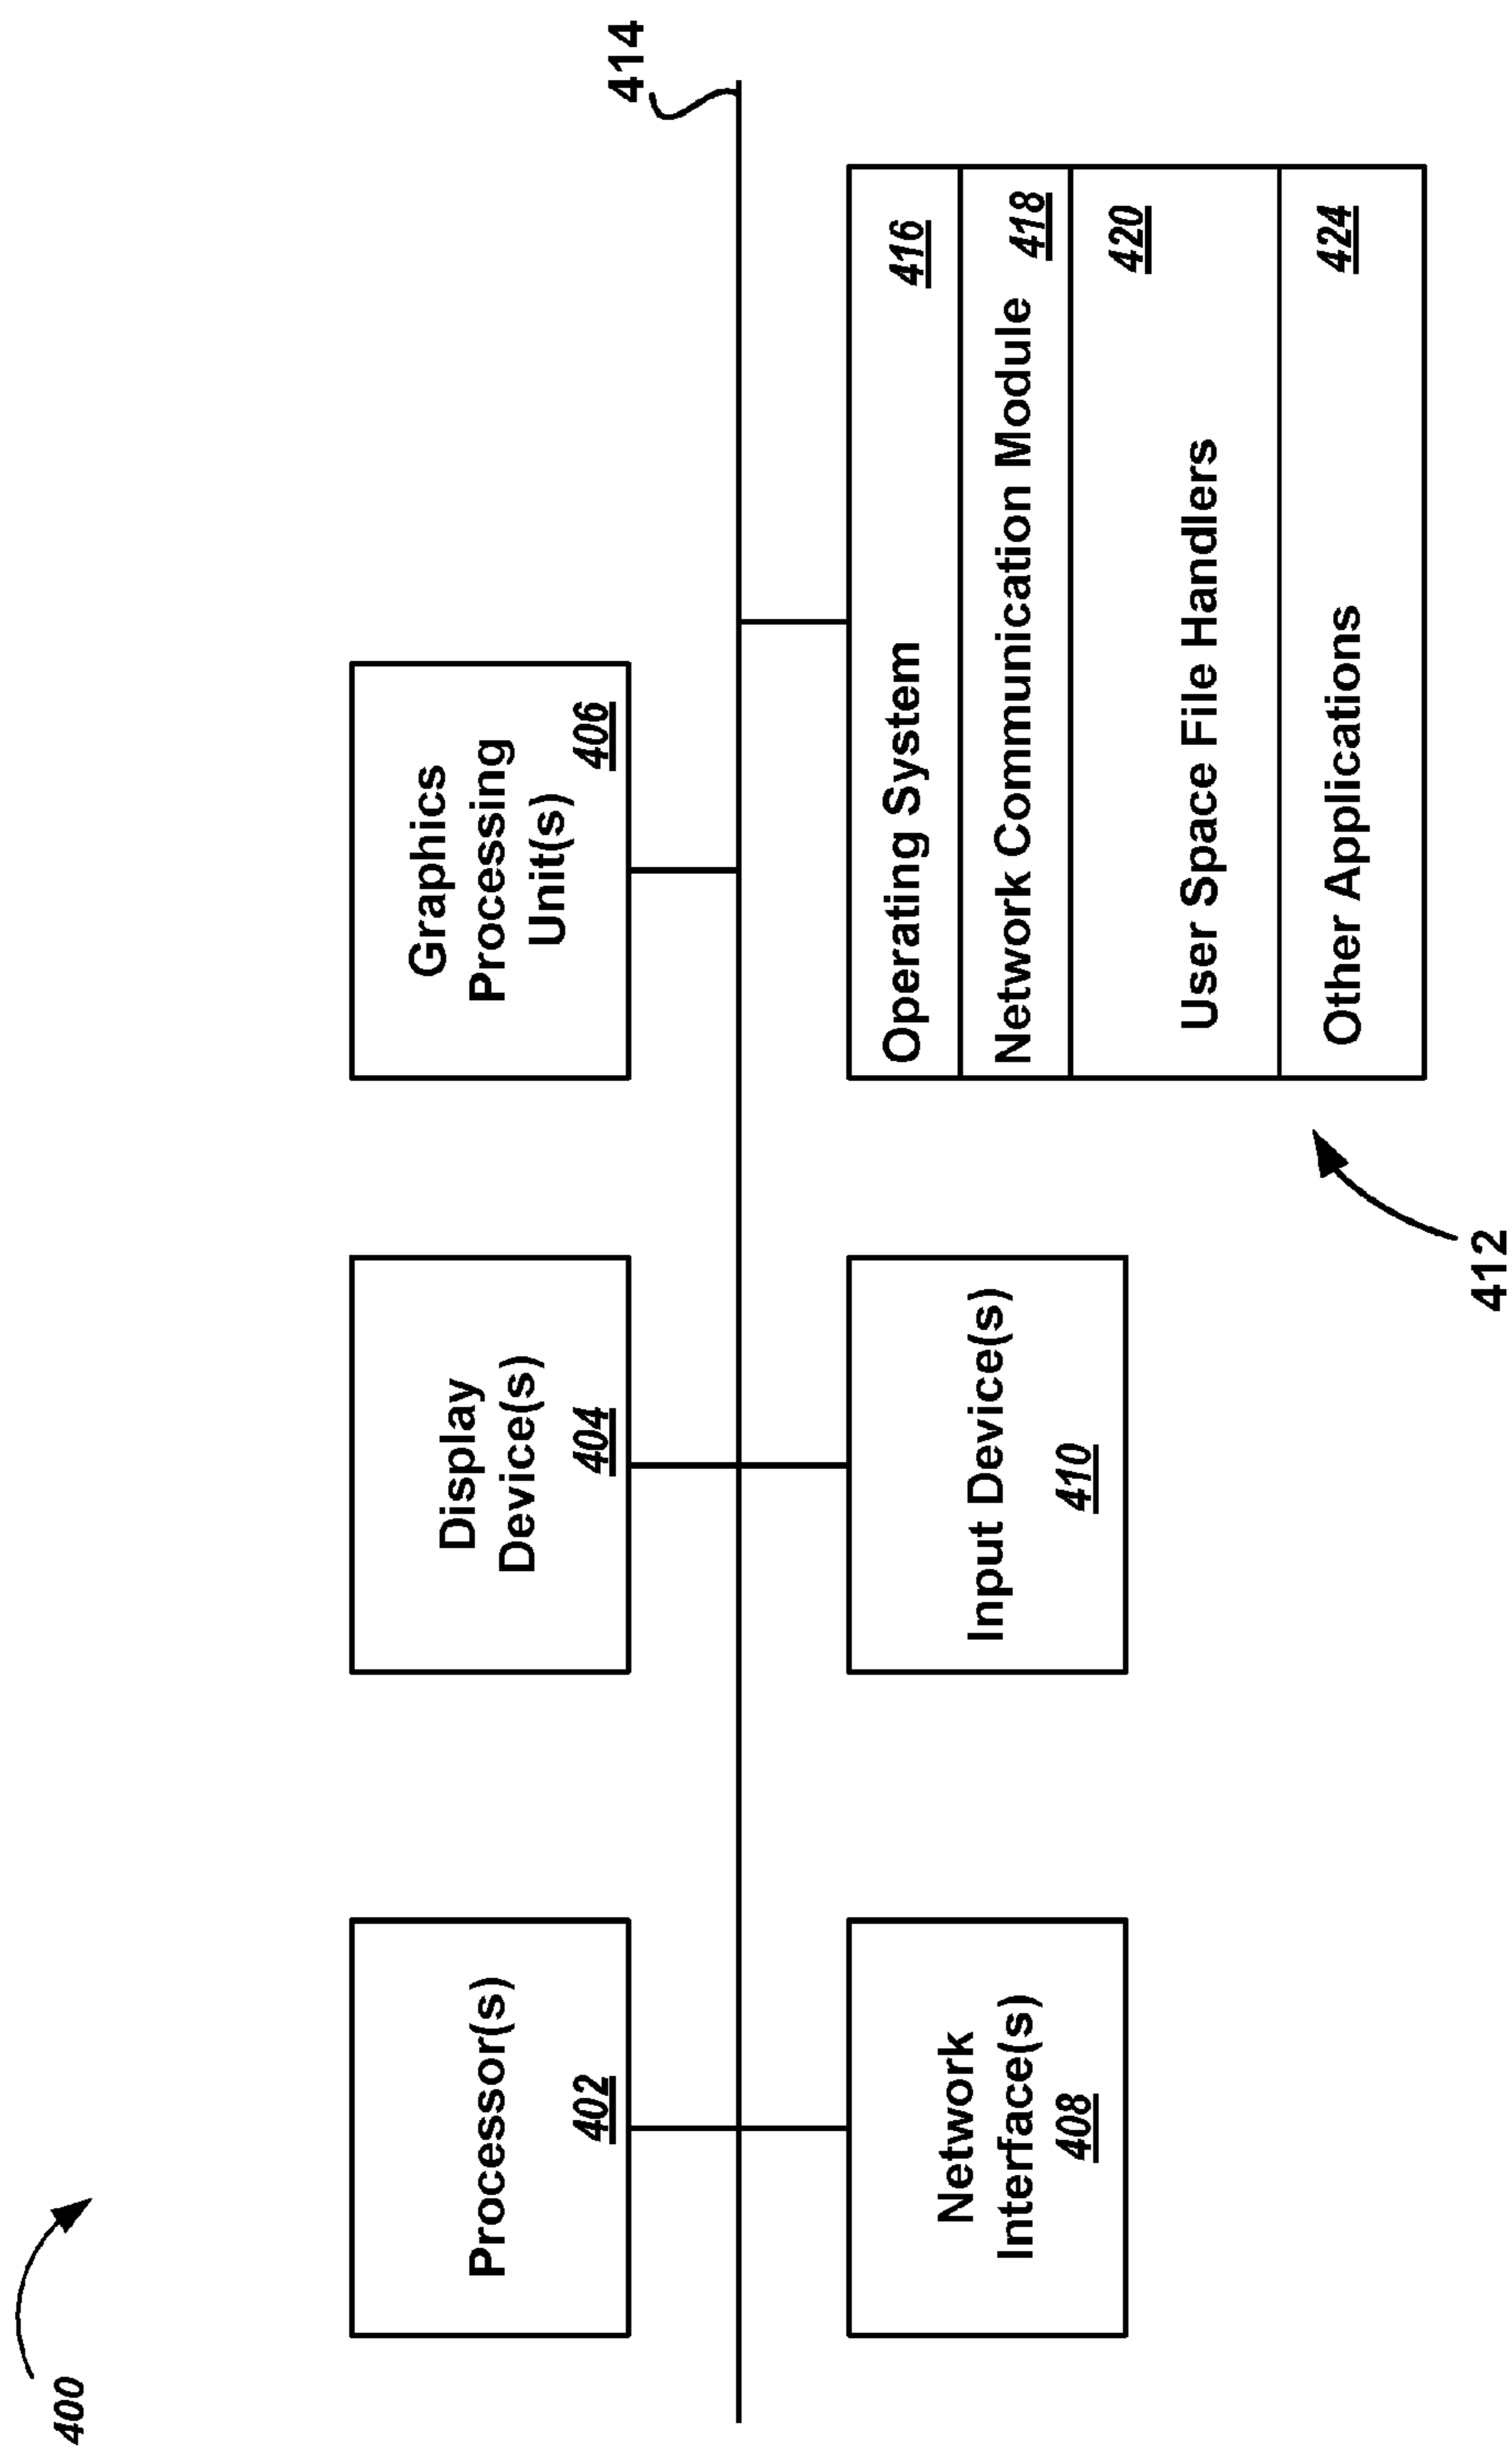 400
Processor(s)
402
Display
Device(s)
404
Graphics
Processing
Unit(s)
406
414
Network
Interface(s)
408
Input Device(s)
410
Operating System 416
Network Communication Module 418
420
User Space File Handlers
424
Other Applications
412